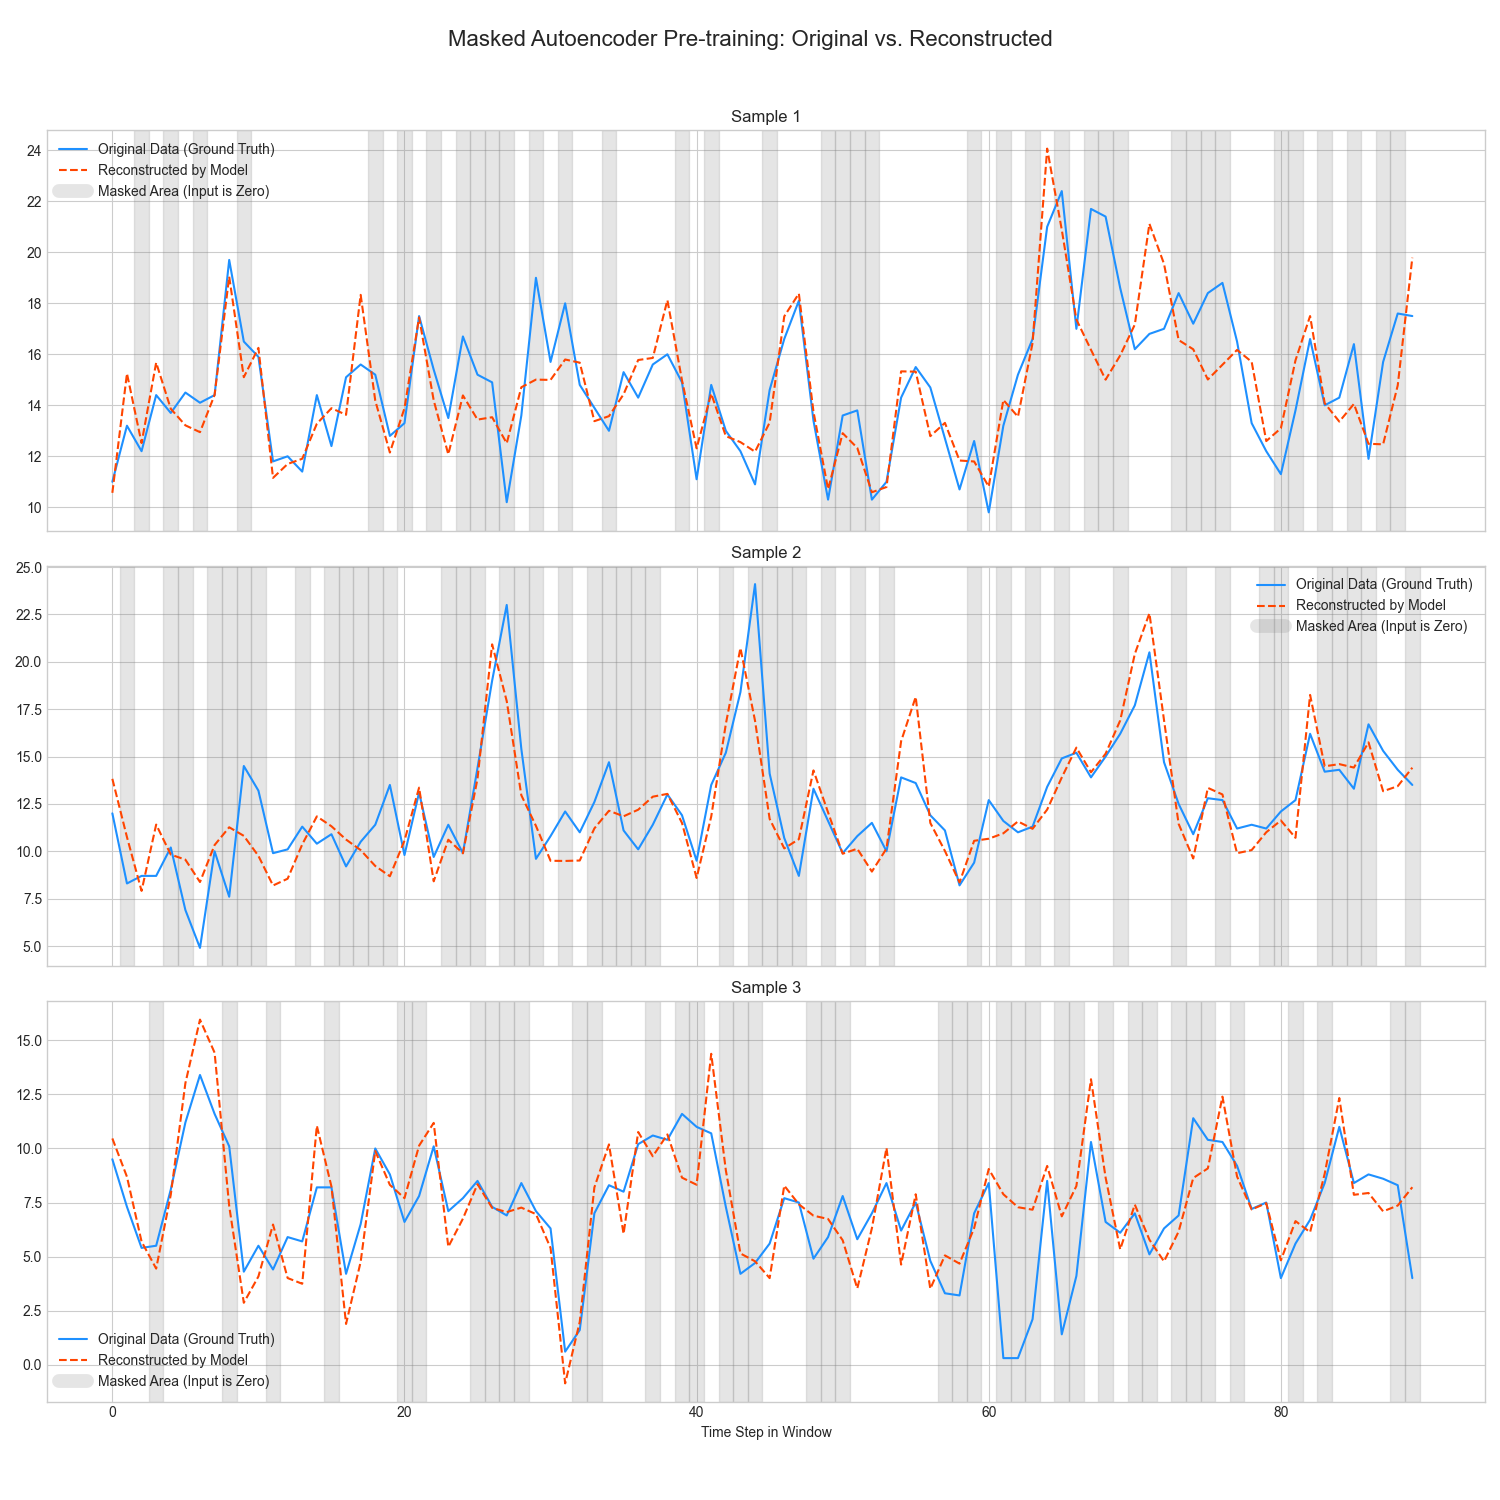 Masked Autoencoder Pre-training: Original vs. Reconstructed
Sample 1
Original Data (Ground Truth)
Reconstructed by Model
Masked Area (Input is Zero)
24
22
20
18
16
14
12
10
Sample 2
Original Data (Ground Truth)
Reconstructed by Model
Masked Area (Input is Zero)
25.0
22.5
20.0
17.5
15.0
12.5
10.0
7.5
5.0
Sample 3
15.0
12.5
10.0
7.5
5.0
2.5
0.0
Original Data (Ground Truth)
Reconstructed by Model
Masked Area (Input is Zero)
0 20 40 60 80
Time Step in Window